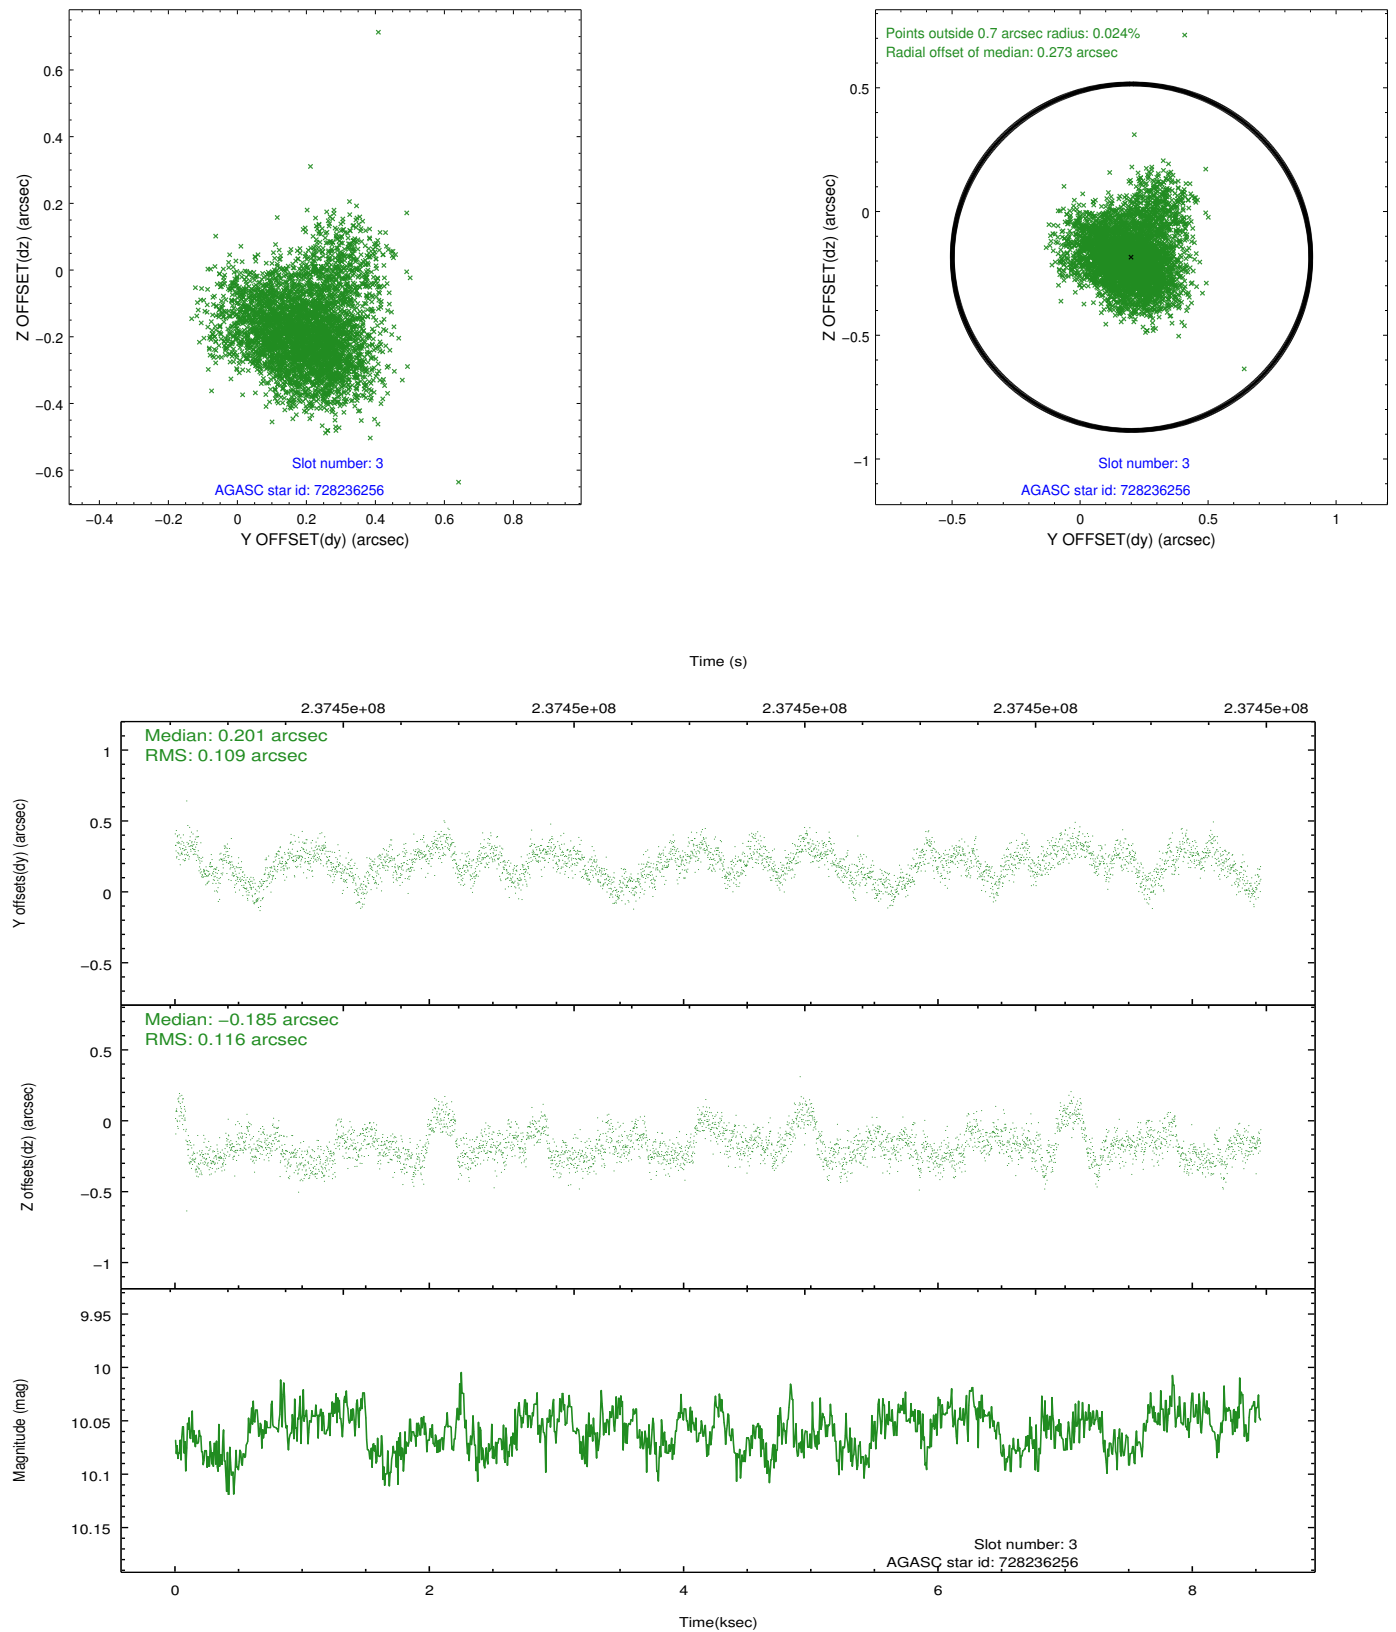 Points outside 0.7 arcsec radius: 0.024%
Radial offset of median: 0.273 arcsec
0.6
0.4
0.2
0
−0.2
−0.4
−0.6
Z OFFSET(dz) (arcsec)
Slot number: 3
AGASC star id: 728236256
−0.4
−0.2
0
0.2
0.4
0.6
0.8
Y OFFSET(dy) (arcsec)
0.5
0
−0.5
−1
Z OFFSET(dz) (arcsec)
Slot number: 3
AGASC star id: 728236256
−0.5
0
0.5
1
Y OFFSET(dy) (arcsec)
Time (s)
2.3745e+08
2.3745e+08
2.3745e+08
2.3745e+08
2.3745e+08
Median: 0.201 arcsec
RMS: 0.109 arcsec
1
0.5
0
−0.5
Y offsets(dy) (arcsec)
Median: −0.185 arcsec
RMS: 0.116 arcsec
0.5
0
−0.5
−1
Z offsets(dz) (arcsec)
9.95
10
10.05
10.1
10.15
Magnitude (mag)
Slot number: 3
AGASC star id: 728236256
0
2
4
6
8
Time(ksec)